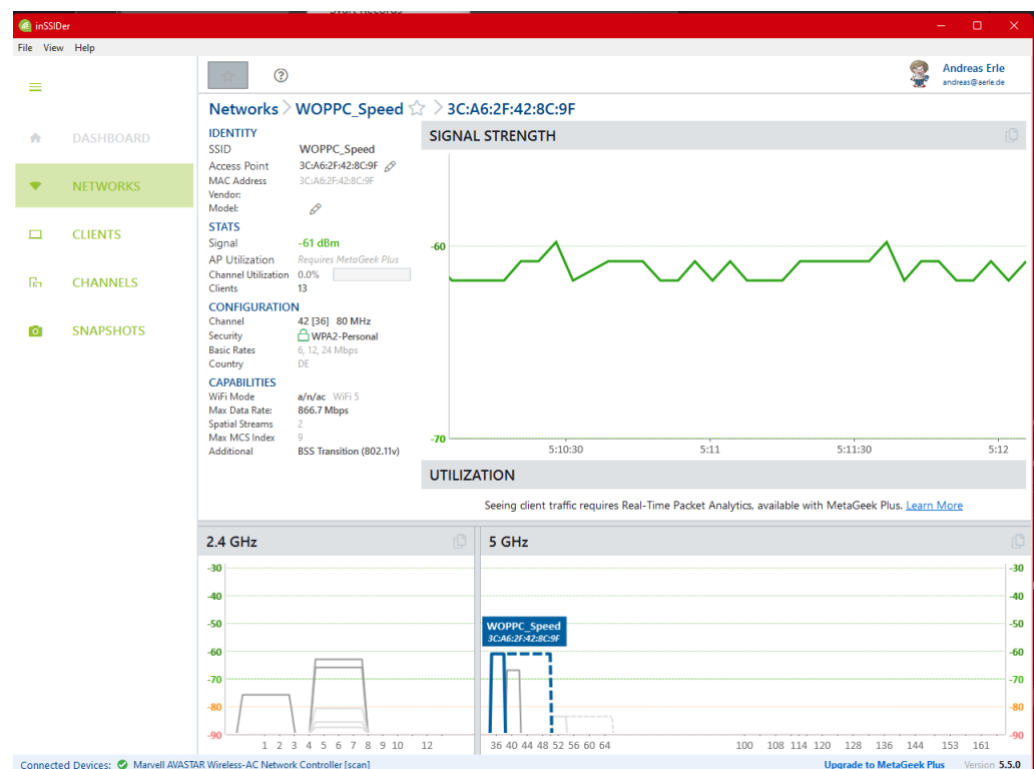 inSSIDer
File View Help
Andreas Erle
andreas@aerle.de
Networks > WOPPC_Speed > 3C:A6:2F:42:8C:9F
DASHBOARD
NETWORKS
CLIENTS
CHANNELS
SNAPSHOTS
IDENTITY
SSID WOPPC_Speed
Access Point 3C:A6:2F:42:8C:9F
MAC Address 3C:A6:2F:42:8C:9F
Vendor:
Model:
STATS
Signal -61 dBm
AP Utilization Requires MetaGeek Plus
Channel Utilization 0.0%
Clients 13
CONFIGURATION
Channel 42 [36] 80 MHz
Security WPA2-Personal
Basic Rates 6, 12, 24 Mbps
Country DE
CAPABILITIES
WiFi Mode a/n/ac WiFi 5
Max Data Rate: 866.7 Mbps
Spatial Streams 2
Max MCS Index 9
Additional BSS Transition (802.11v)
SIGNAL STRENGTH
-60
-70
5:10:30 5:11 5:11:30 5:12
UTILIZATION
Seeing client traffic requires Real-Time Packet Analytics, available with MetaGeek Plus. Learn More
2.4 GHz
-30
-40
-50
-60
-70
-80
-90
1 2 3 4 5 6 7 8 9 10 12
5 GHz
WOPPC_Speed
3C:A6:2F:42:8C:9F
-30
-40
-50
-60
-70
-80
-90
36 40 44 48 52 56 60 64 100 108 114 120 128 136 144 153 161
Connected Devices: Marvell AVASTAR Wireless-AC Network Controller [scan]
Upgrade to MetaGeek Plus Version 5.5.0